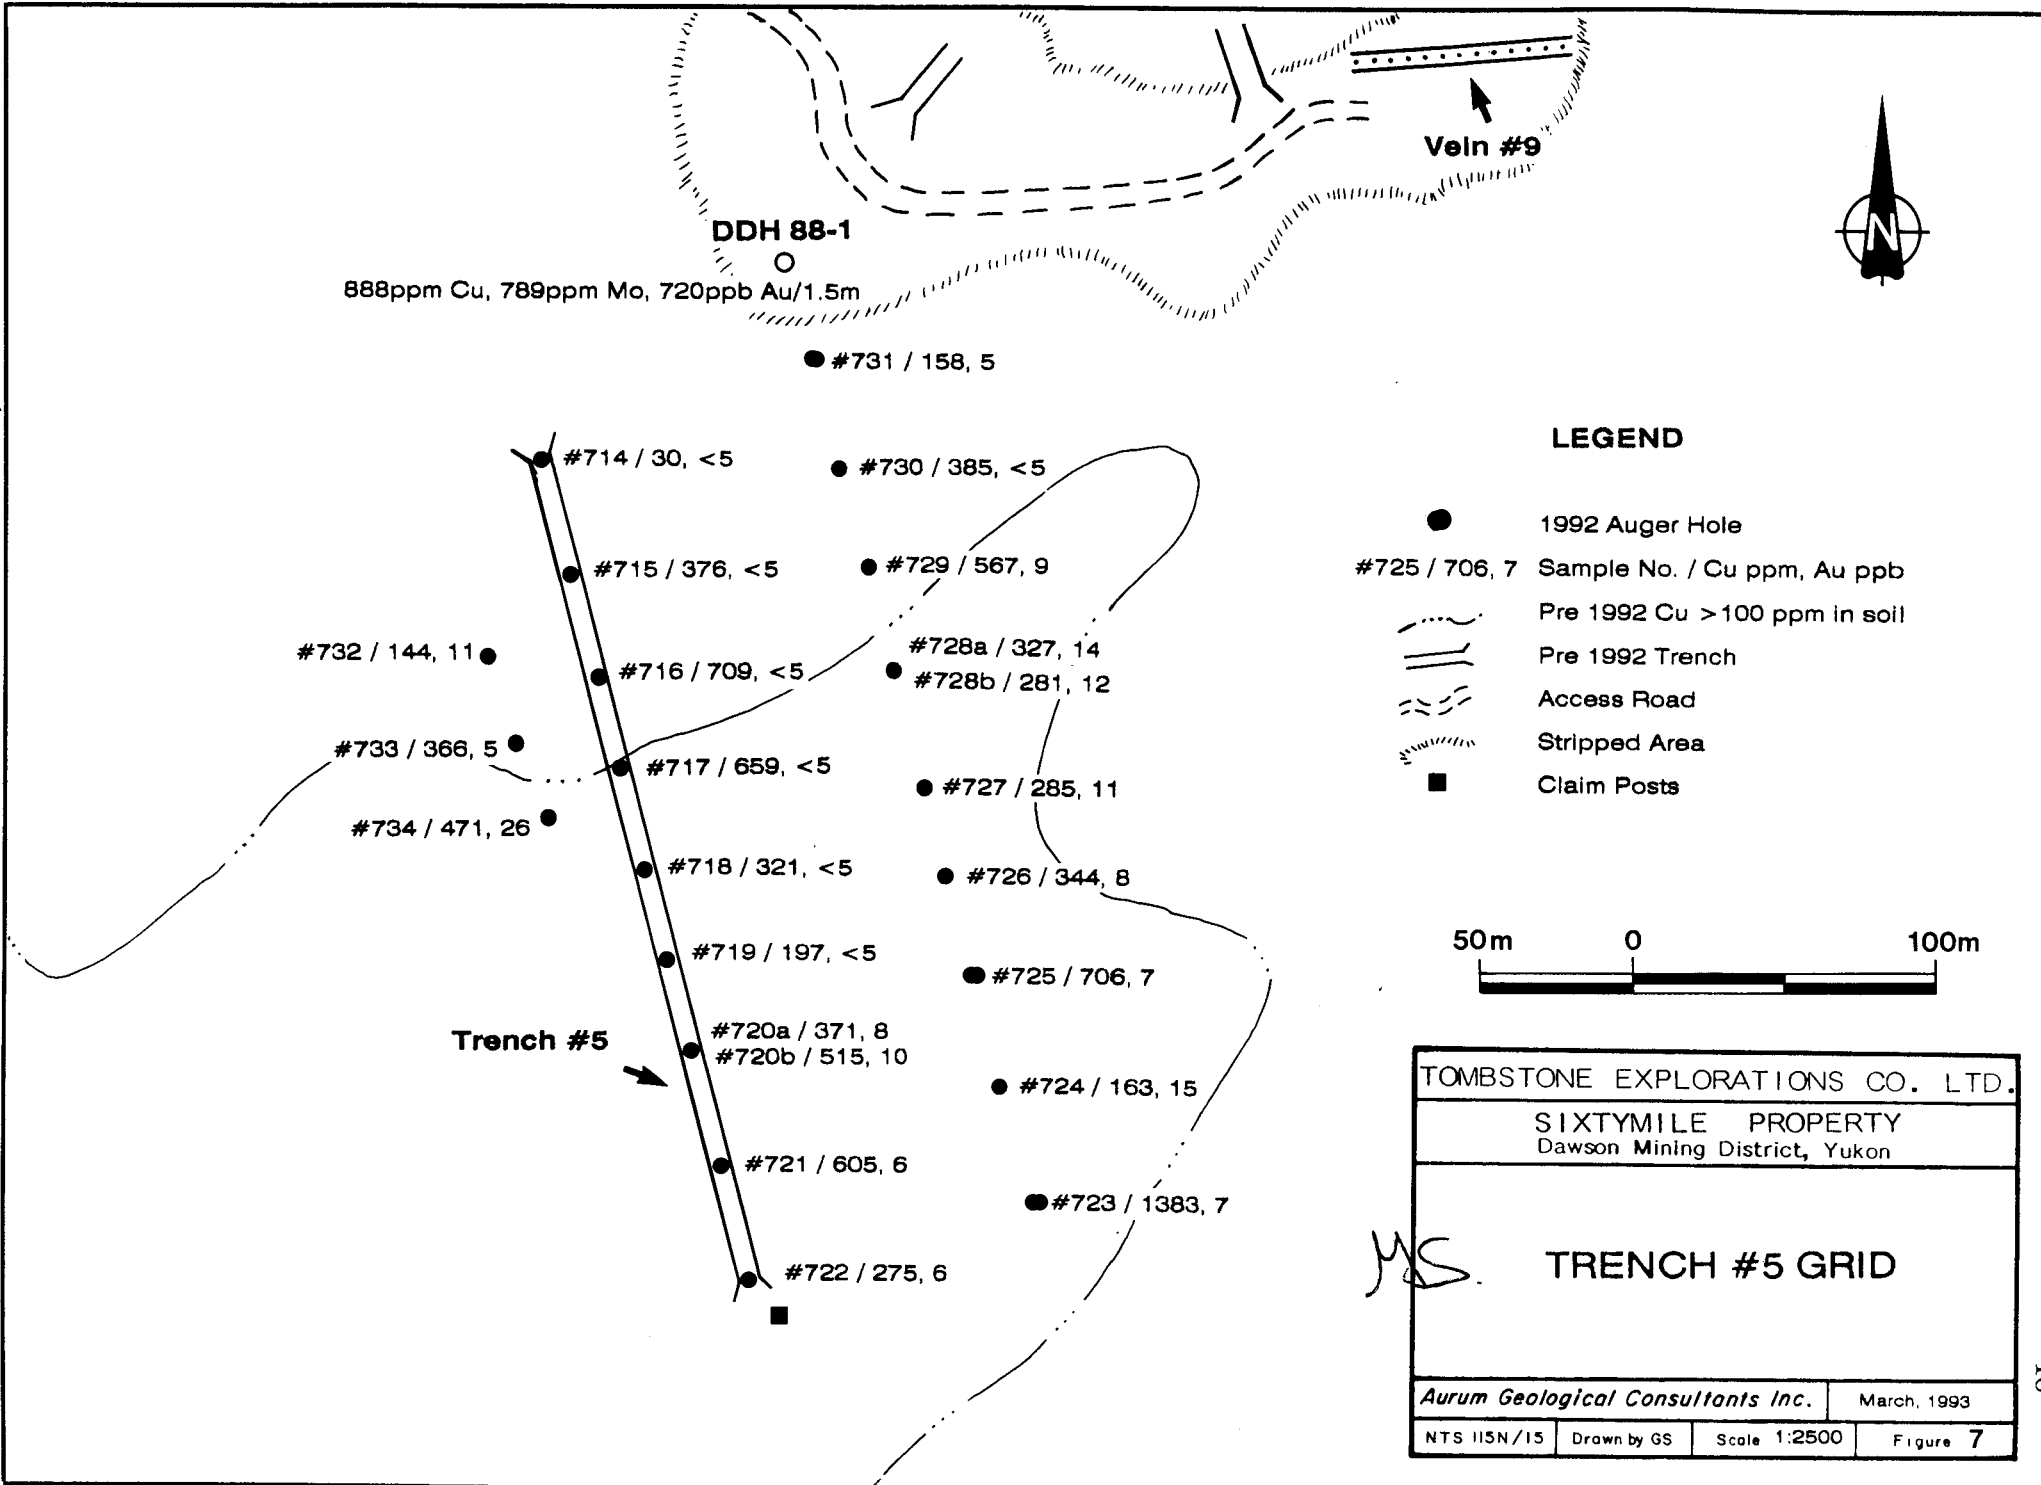 Vein #9
DDH 88-1
888ppm Cu, 789ppm Mo, 720ppb Au/1.5m
N
#731 / 158, 5
#714 / 30, <5
#730 / 385, <5
#715 / 376, <5
#729 / 567, 9
#732 / 144, 11
#716 / 709, <5
#728a / 327, 14
#728b / 281, 12
#733 / 366, 5
#717 / 659, <5
#727 / 285, 11
#734 / 471, 26
#718 / 321, <5
#726 / 344, 8
#719 / 197, <5
#725 / 706, 7
Trench #5
#720a / 371, 8
#720b / 515, 10
#724 / 163, 15
#721 / 605, 6
#723 / 1383, 7
#722 / 275, 6
LEGEND
1992 Auger Hole
#725 / 706, 7 Sample No. / Cu ppm, Au ppb
Pre 1992 Cu >100 ppm in soil
Pre 1992 Trench
Access Road
Stripped Area
Claim Posts
50m 0 100m
TOMBSTONE EXPLORATIONS CO. LTD.
SIXTYMILE PROPERTY
Dawson Mining District, Yukon
MS.
TRENCH #5 GRID
Aurum Geological Consultants Inc. March, 1993
NTS 115N/15 Drawn by GS Scale 1:2500 Figure 7